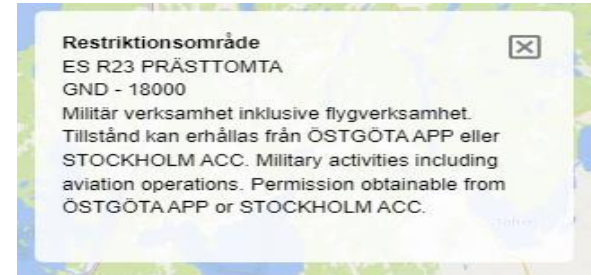 Restriktionsområde
ES R23 PRÄSTTOMTA
GND - 18000
Militär verksamhet inklusive flygverksamhet.
Tillstånd kan erhållas från ÖSTGÖTA APP eller
STOCKHOLM ACC. Military activities including
aviation operations. Permission obtainable from
ÖSTGÖTA APP or STOCKHOLM ACC.